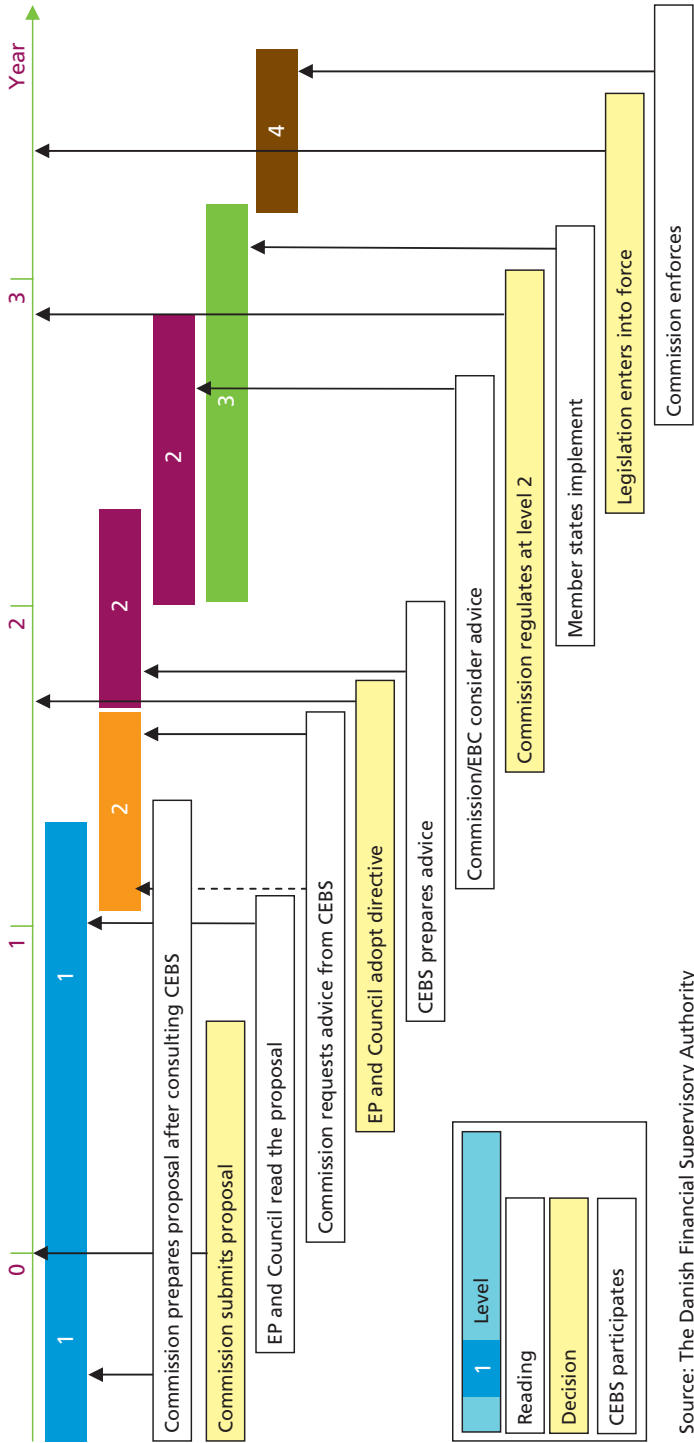 0
1
2
3
Year
1
1
2
2
2
3
4
Commission prepares proposal after consulting CEBS
Commission submits proposal
EP and Council read the proposal
Commission requests advice from CEBS
EP and Council adopt directive
CEBS prepares advice
Commission/EBC consider advice
Commission regulates at level 2
Member states implement
Legislation enters into force
Commission enforces
1 Level
Reading
Decision
CEBS participates
Source: The Danish Financial Supervisory Authority